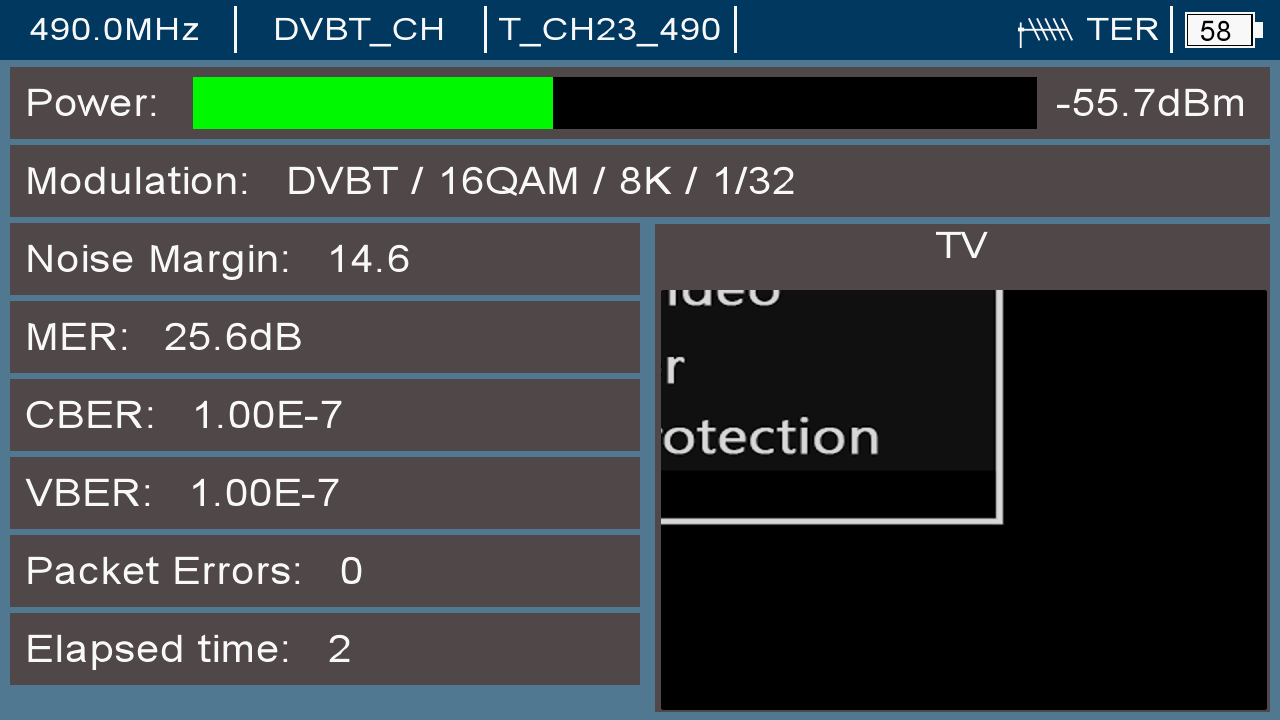 490.0MHz DVBT_CH T_CH23_490 TER 58
Power: -55.7dBm
Modulation: DVBT / 16QAM / 8K / 1/32
Noise Margin: 14.6
MER: 25.6dB
CBER: 1.00E-7
VBER: 1.00E-7
Packet Errors: 0
Elapsed time: 2
TV
ideo
r
otection